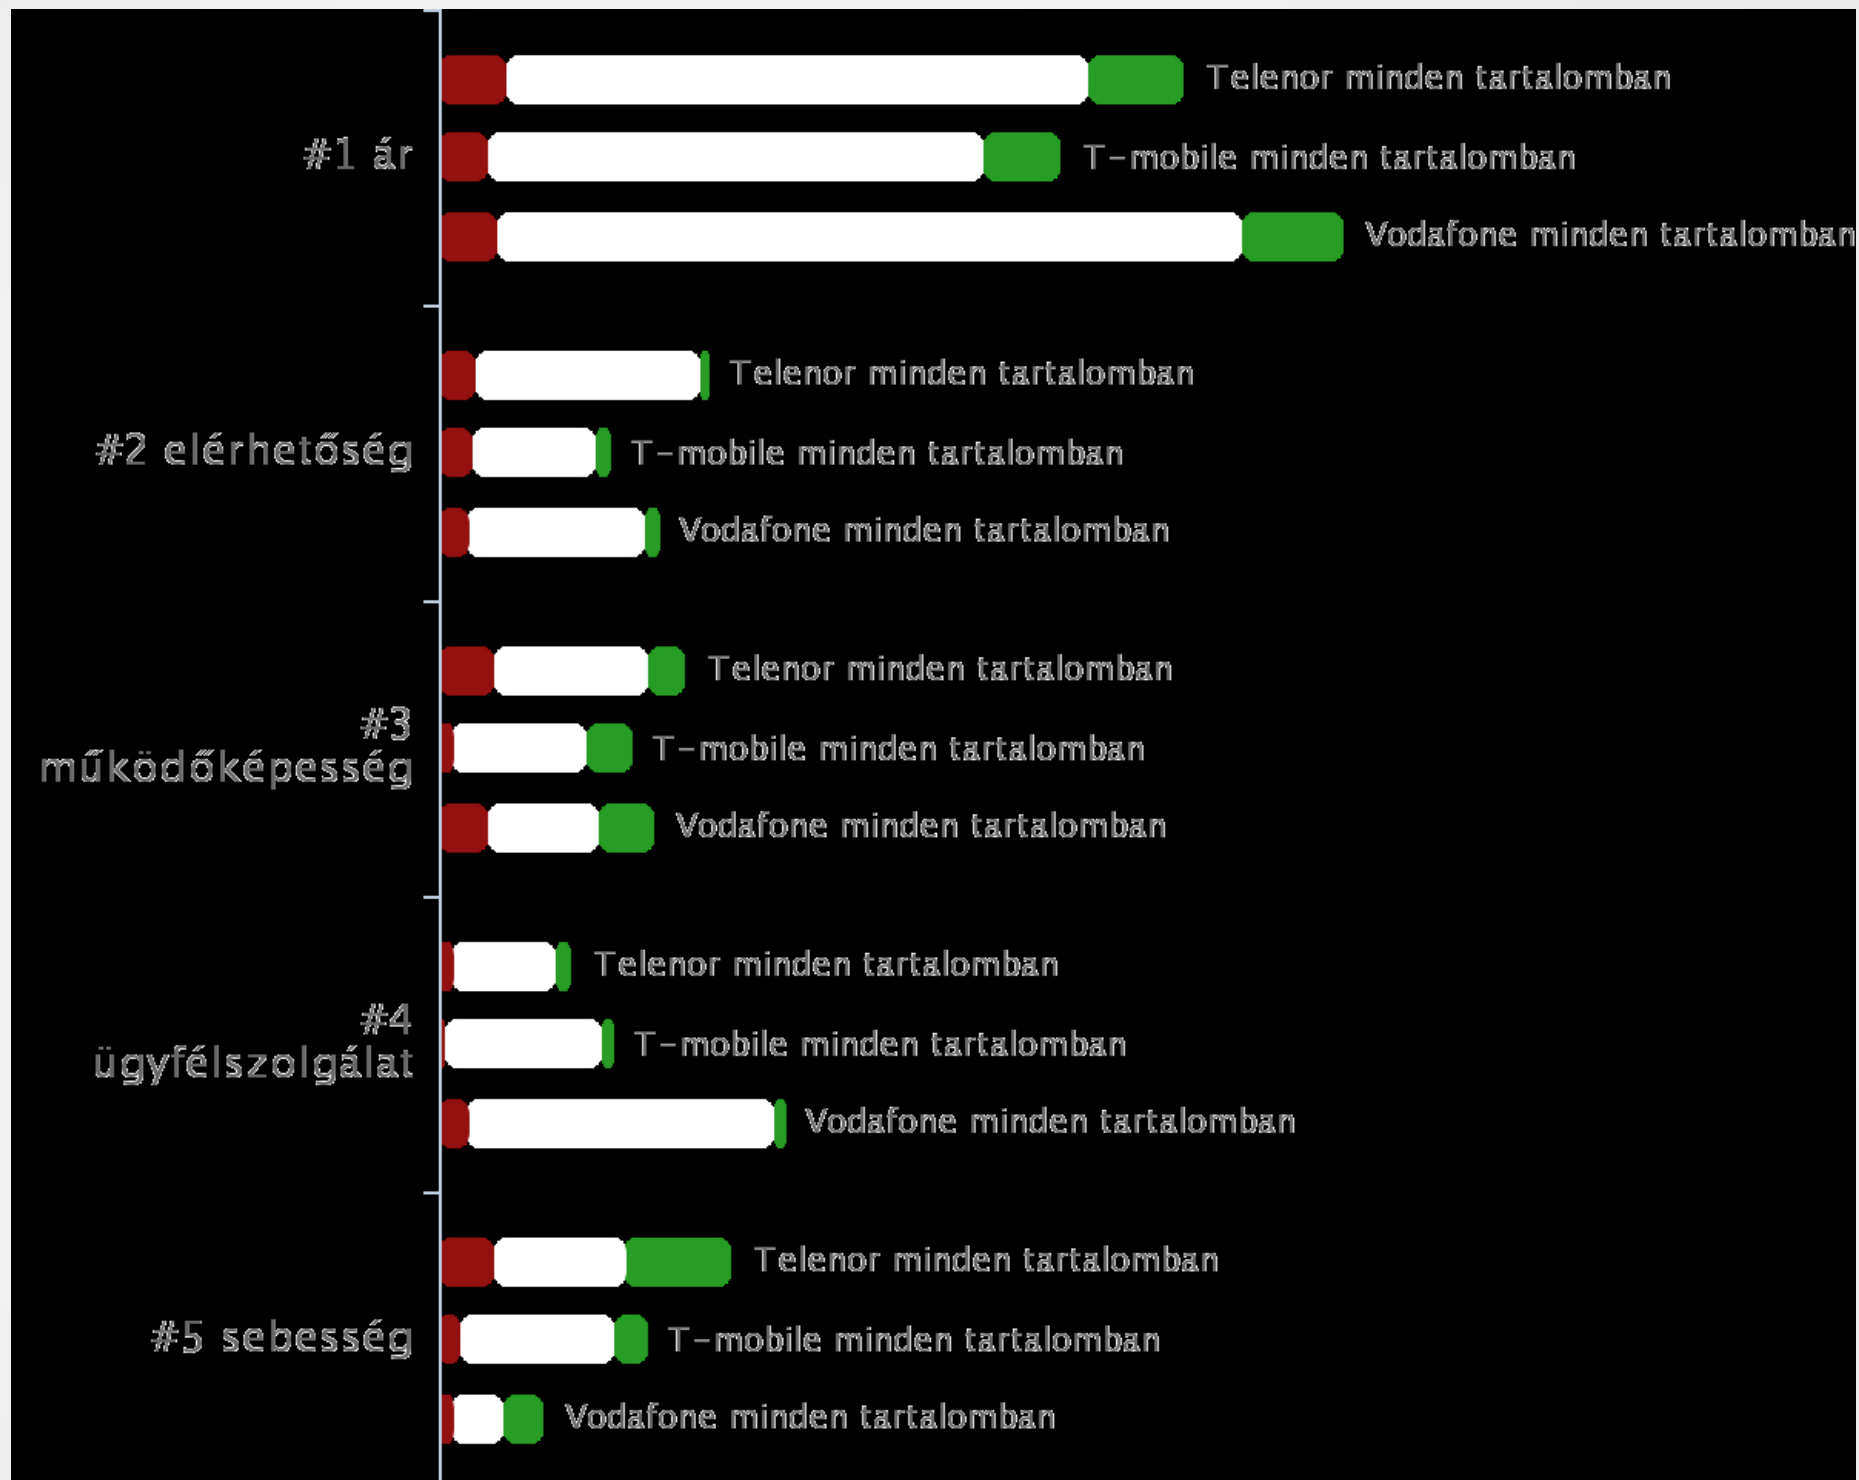 Telenor minden tartalomban
#1 ár
T-mobile minden tartalomban
Vodafone minden tartalomban
Telenor minden tartalomban
#2 elérhetőség
T-mobile minden tartalomban
Vodafone minden tartalomban
Telenor minden tartalomban
#3
működőképesség
T-mobile minden tartalomban
Vodafone minden tartalomban
Telenor minden tartalomban
#4
ügyfélszolgálat
T-mobile minden tartalomban
Vodafone minden tartalomban
Telenor minden tartalomban
#5 sebesség
T-mobile minden tartalomban
Vodafone minden tartalomban